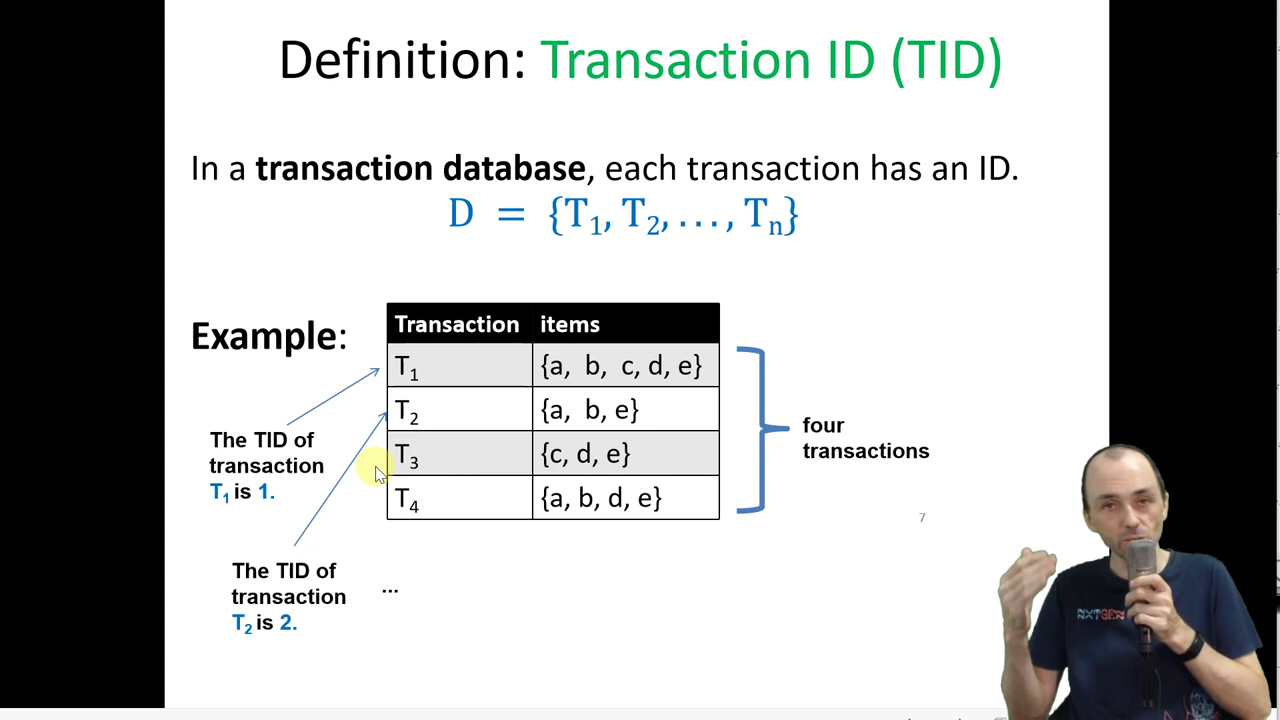 Definition: Transaction ID (TID)
In a transaction database, each transaction has an ID.
D = {T1, T2, ..., Tn}
Example:
Transaction items
T1 {a, b, c, d, e}
T2 {a, b, e}
T3 {c, d, e}
T4 {a, b, d, e}
four
transactions
The TID of
transaction
T1 is 1.
The TID of
transaction
T2 is 2.
...
7
NXTGEN